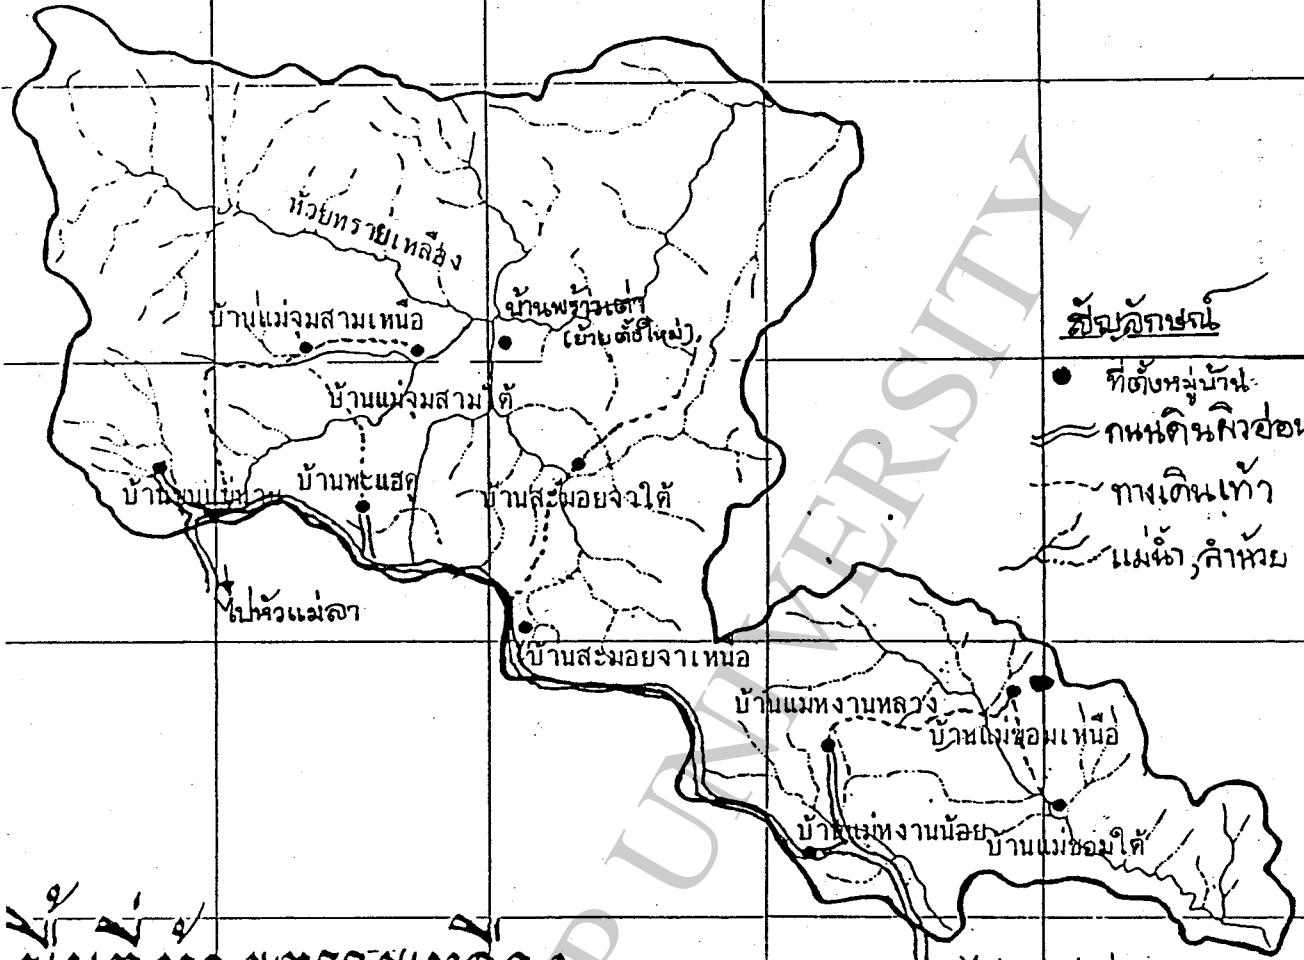 ห้วยทรายเหลือง
บ้านพร้าวเต่า
(ย้ายตั้งใหม่)
บ้านแม่จุมสามเหนือ
สัญลักษณ์
ที่ตั้งหมู่บ้าน
บ้านแม่จุมสามใต้
ถนนดินผิวอ่อน
บ้านพะแฮดู
บ้านสะมอยจ่าใต้
ทางเดินเท้า
แม่น้ำ, ลำห้วย
ไปหัวแม่ลา
บ้านสะมอยจาเหนือ
บ้านแม่หงานหลวง
บ้านแม่ซอมเหนือ
บ้านแม่หงานน้อย
บ้านแม่ซอมใต้
UNIVERSITY